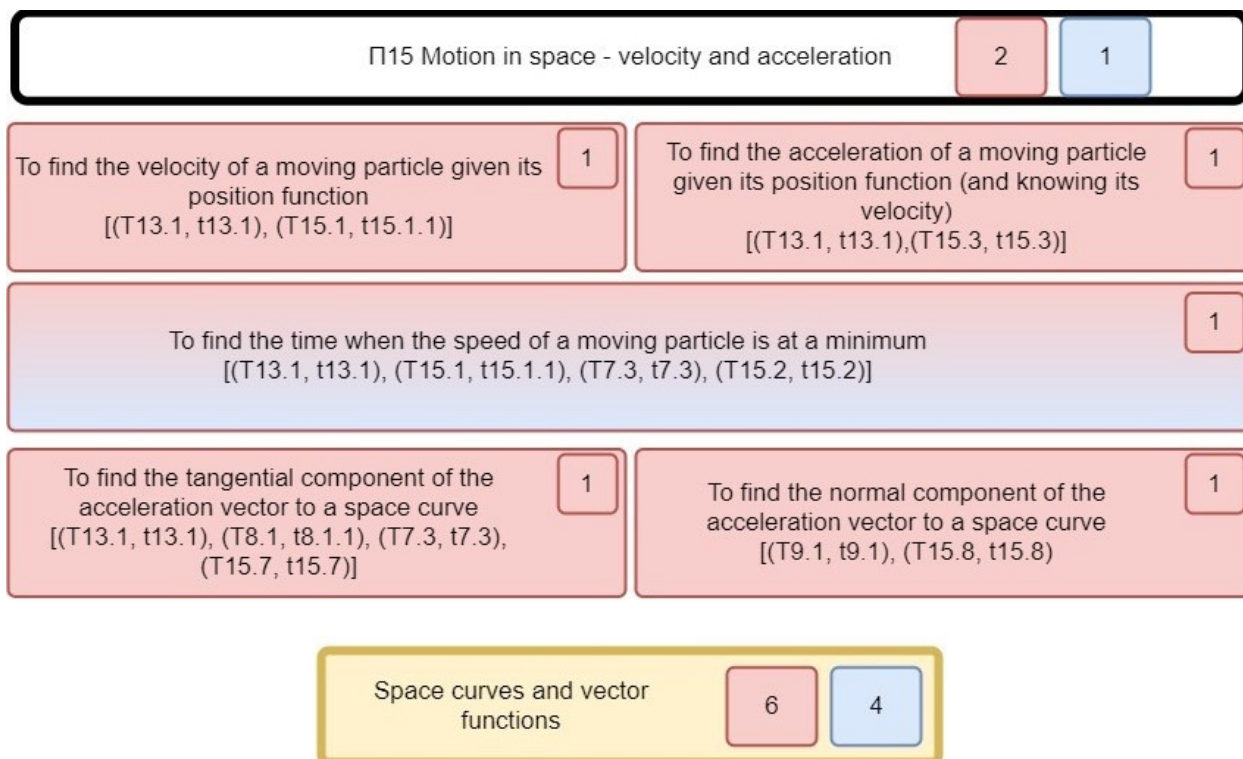 П15 Motion in space - velocity and acceleration
2
1
To find the velocity of a moving particle given its
position function
[(T13.1, t13.1), (T15.1, t15.1.1)]
1
To find the acceleration of a moving particle
given its position function (and knowing its
velocity)
[(T13.1, t13.1),(T15.3, t15.3)]
1
To find the time when the speed of a moving particle is at a minimum
[(T13.1, t13.1), (T15.1, t15.1.1), (T7.3, t7.3), (T15.2, t15.2)]
1
To find the tangential component of the
acceleration vector to a space curve
[(T13.1, t13.1), (T8.1, t8.1.1), (T7.3, t7.3),
(T15.7, t15.7)]
1
To find the normal component of the
acceleration vector to a space curve
[(T9.1, t9.1), (T15.8, t15.8)
1
Space curves and vector
functions
6
4